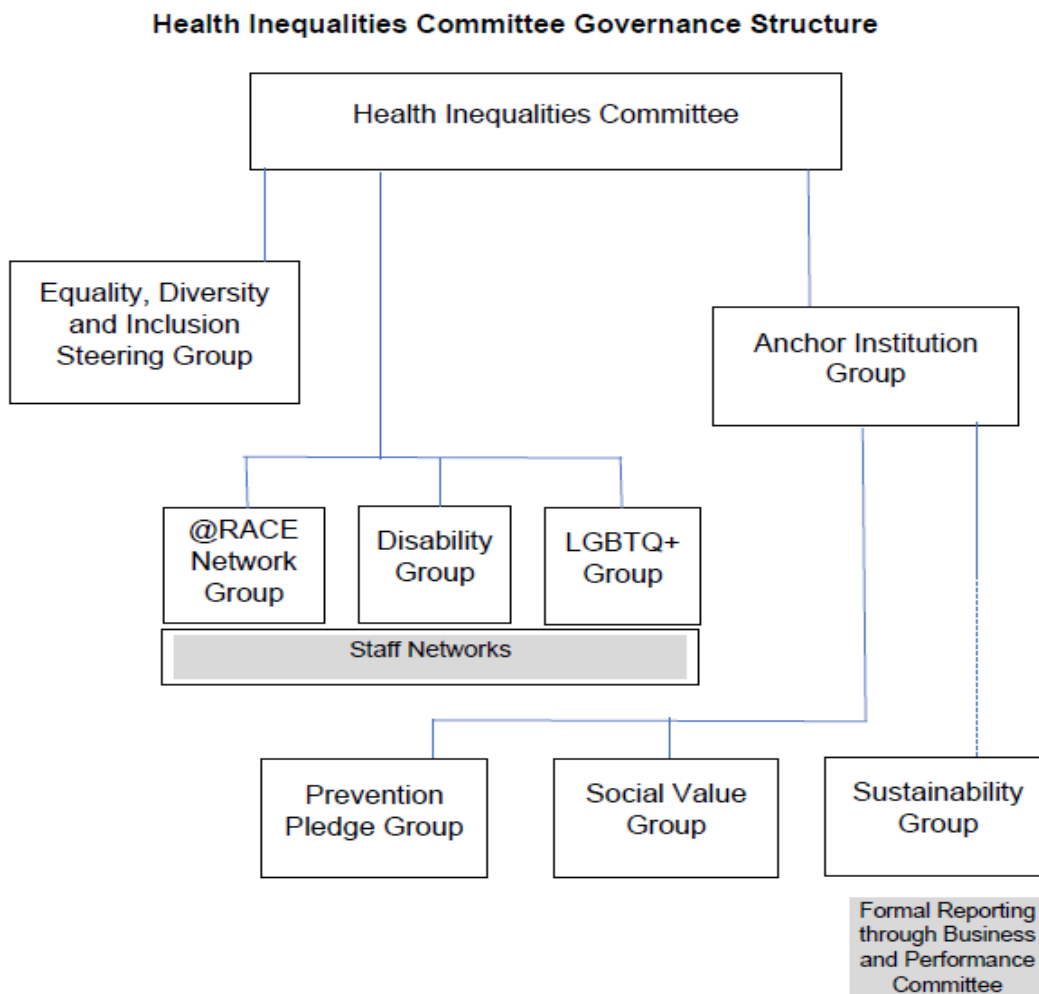 Health Inequalities Committee Governance Structure
Health Inequalities Committee
Equality, Diversity
and Inclusion
Steering Group
Anchor Institution
Group
@RACE
Network
Group
Disability
Group
LGBTQ+
Group
Staff Networks
Prevention
Pledge Group
Social Value
Group
Sustainability
Group
Formal Reporting
through Business
and Performance
Committee